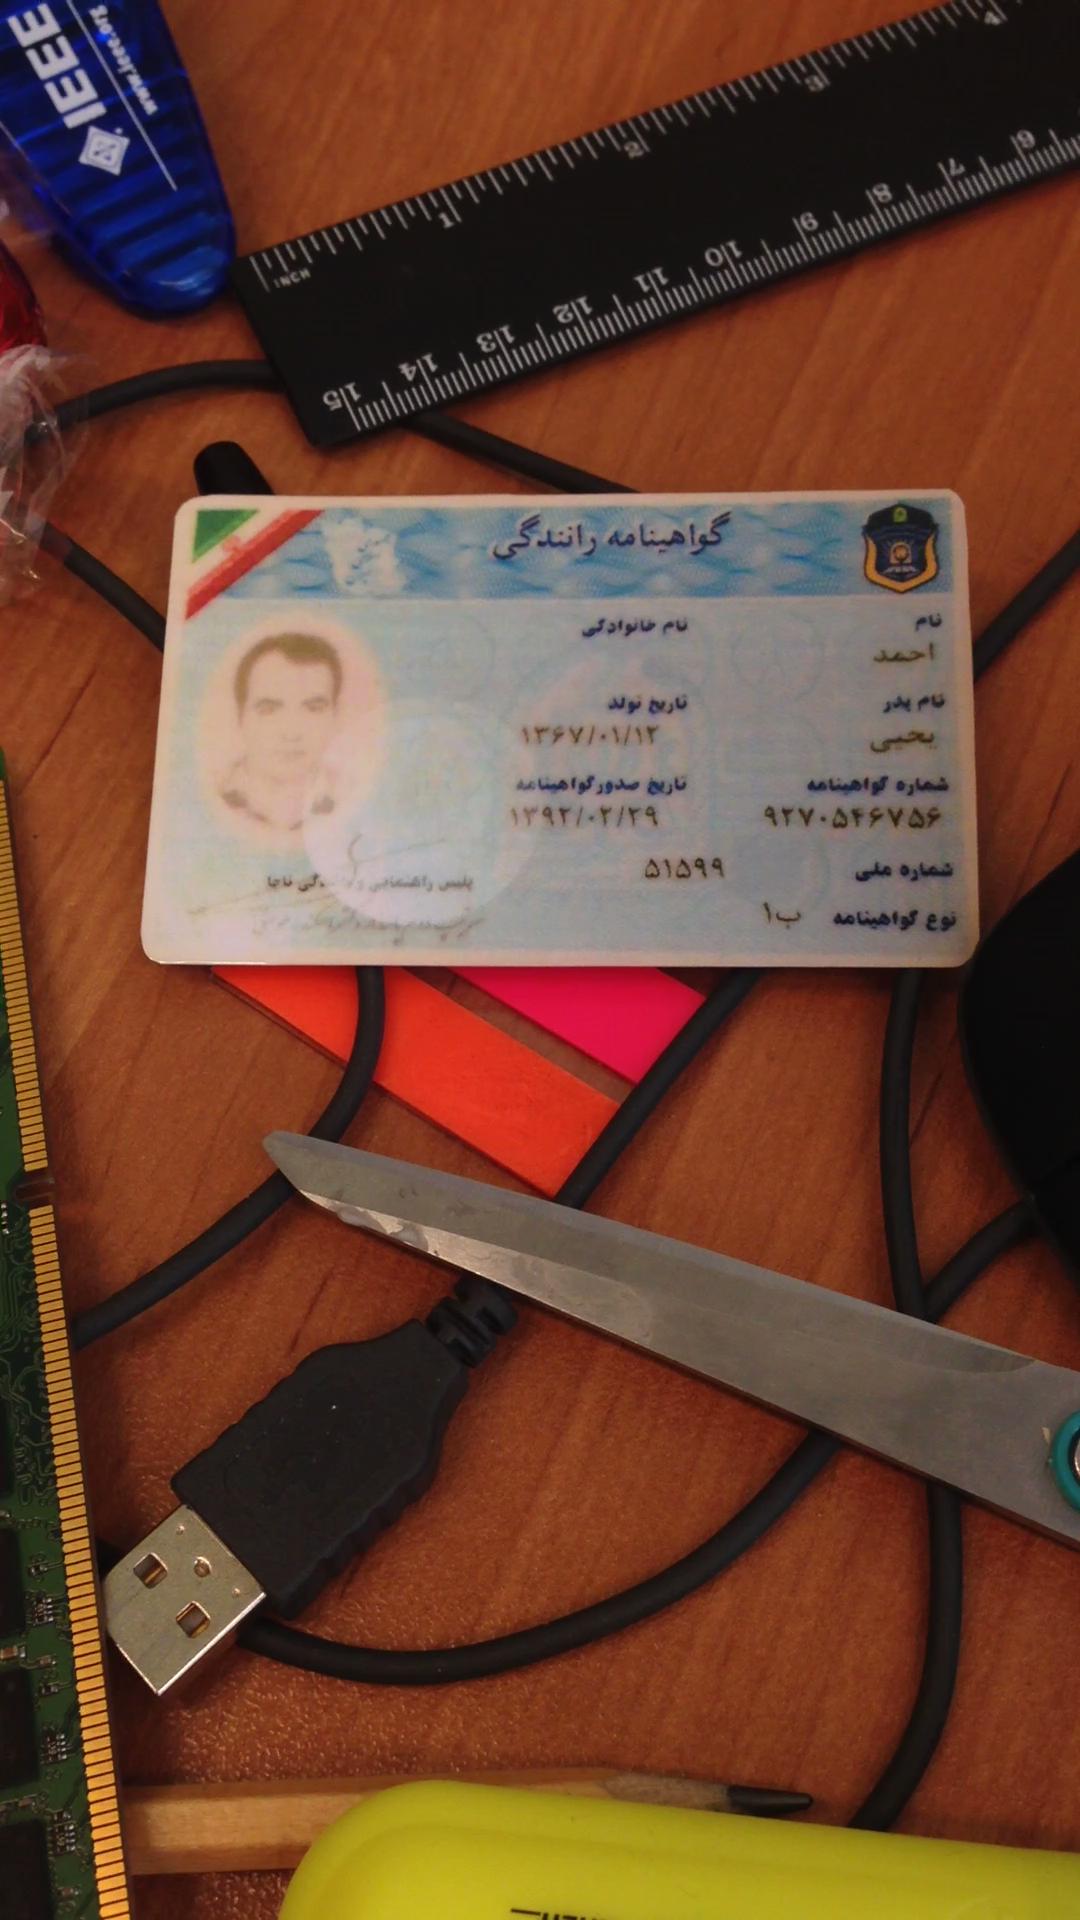 IEEE
www.ieee.org
INCH
1 2 3 4
15 14 13 12 11 10 9 8 7 6
گواهینامه رانندگی
نام
احمد
نام خانوادگی
نام پدر
یحیی
تاریخ تولد
۱۳۶۷/۰۱/۱۲
شماره گواهینامه
۹۲۷۰۵۴۶۷۵۶
تاریخ صدور گواهینامه
۱۳۹۲/۰۲/۲۹
شماره ملی
۵۱۵۹۹
نوع گواهینامه
ب۱
پلیس راهنمایی و رانندگی ناجا